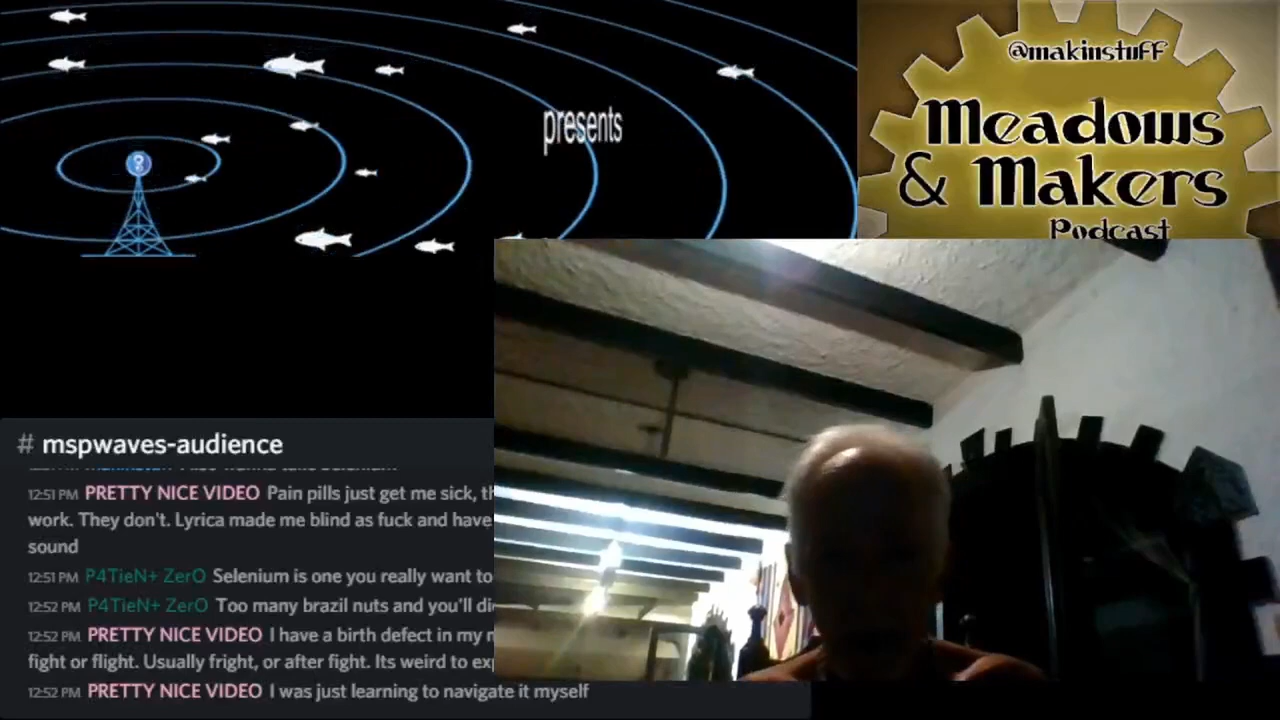 presents
@makinstuff
Meadows
& Makers
Podcast
# mspwaves-audience
12:51 PM PRETTY NICE VIDEO Pain pills just get me sick,
work. They don't. Lyrica made me blind as fuck and have
sound
12:51 PM P4TieN+ ZerO Selenium is one you really want to
12:52 PM P4TieN+ ZerO Too many brazil nuts and you'll
12:52 PM PRETTY NICE VIDEO I have a birth defect in my
fight or flight. Usually fright, or after fight. Its weird to
12:52 PM PRETTY NICE VIDEO I was just learning to navigate it myself